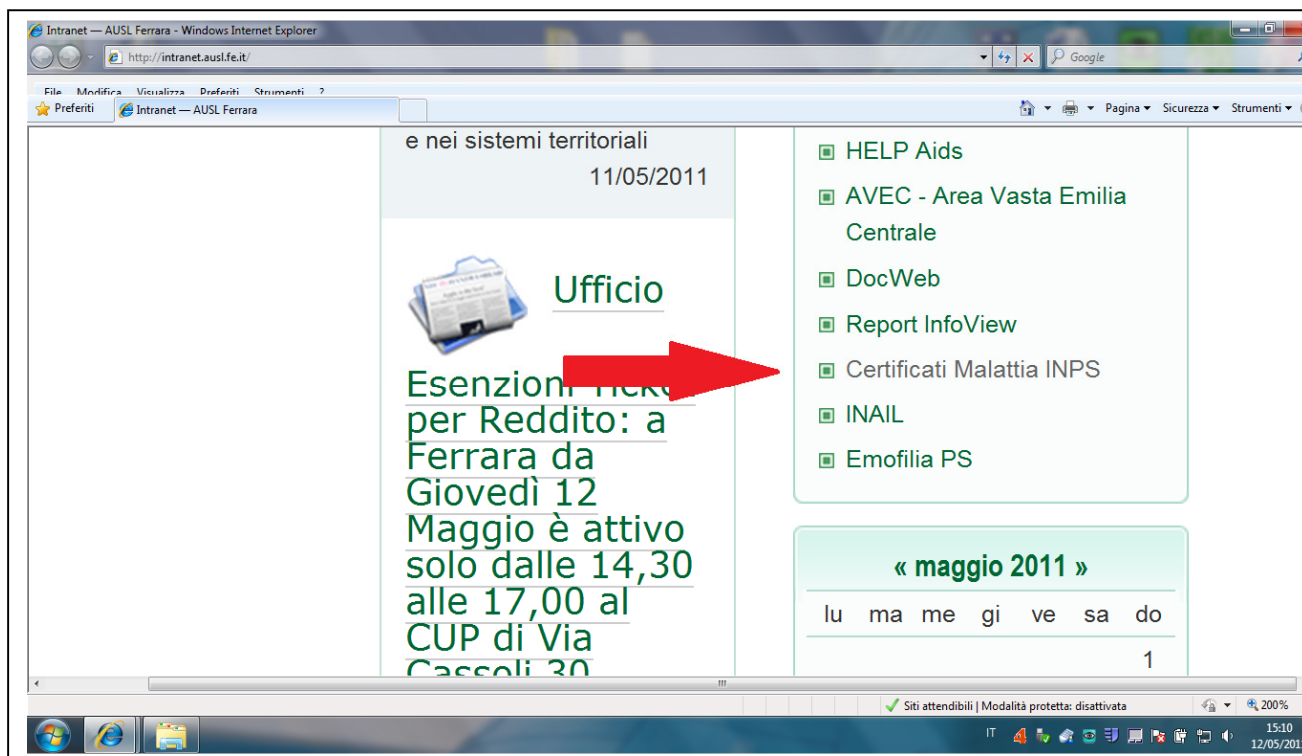 Intranet — AUSL Ferrara - Windows Internet Explorer
http://intranet.ausl.fe.it/
Google
File Modifica Visualizza Preferiti Strumenti ?
Preferiti
Intranet — AUSL Ferrara
Pagina
Sicurezza
Strumenti
e nei sistemi territoriali
11/05/2011
Ufficio
Esenzioni
per Reddito: a
Ferrara da
Giovedì 12
Maggio è attivo
solo dalle 14,30
alle 17,00 al
CUP di Via
Cassoli 30
HELP Aids
AVEC - Area Vasta Emilia
Centrale
DocWeb
Report InfoView
Certificati Malattia INPS
INAIL
Emofilia PS
« maggio 2011 »
lu ma me gi ve sa do
1
Siti attendibili | Modalità protetta: disattivata
200%
IT
15:10
12/05/201